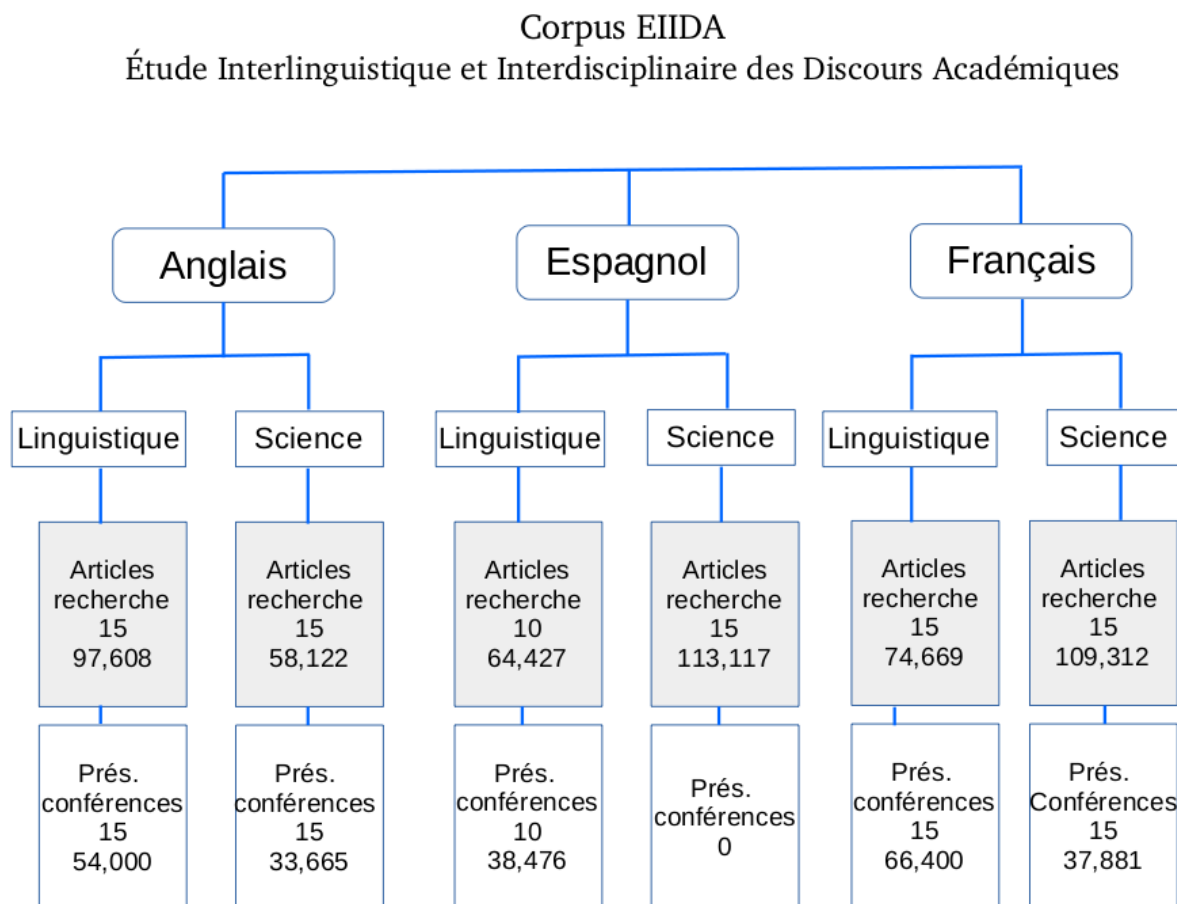 Corpus EIIDA
Étude Interlinguistique et Interdisciplinaire des Discours Académiques
Anglais
Espagnol
Français
Linguistique
Science
Linguistique
Science
Linguistique
Science
Articles
recherche
15
97,608
Articles
recherche
15
58,122
Articles
recherche
10
64,427
Articles
recherche
15
113,117
Articles
recherche
15
74,669
Articles
recherche
15
109,312
Prés.
conférences
15
54,000
Prés.
conférences
15
33,665
Prés.
conférences
10
38,476
Prés.
conférences
0
Prés.
conférences
15
66,400
Prés.
Conférences
15
37,881